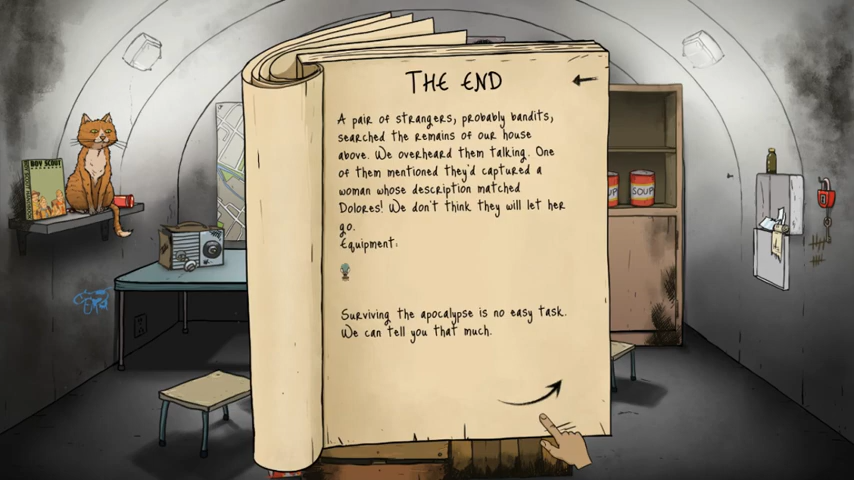 THE END
A pair of strangers, probably bandits,
searched the remains of our house
above. We overheard them talking. One
of them mentioned they'd captured a
woman whose description matched
Dolores! We don't think they will let her
go.
Equipment:
Surviving the apocalypse is no easy task.
We can tell you that much.
BOY SCOUT
SOUP
SOUP